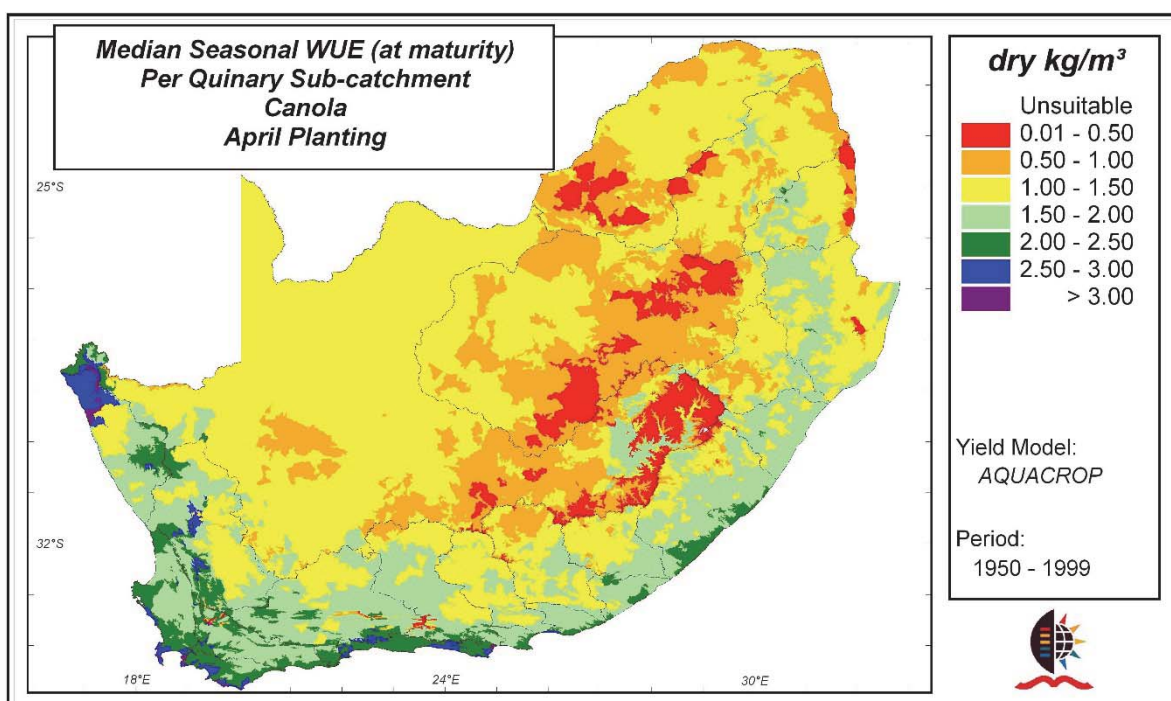 Median Seasonal WUE (at maturity)
Per Quinary Sub-catchment
Canola
April Planting
25°S
32°S
18°E
24°E
30°E
dry kg/m³
Unsuitable
0.01 - 0.50
0.50 - 1.00
1.00 - 1.50
1.50 - 2.00
2.00 - 2.50
2.50 - 3.00
> 3.00
Yield Model:
AQUACROP
Period:
1950 - 1999